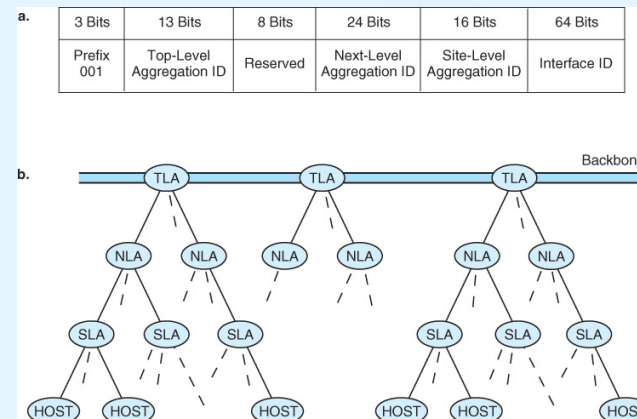 a.
3 Bits 13 Bits 8 Bits 24 Bits 16 Bits 64 Bits
Prefix Top-Level Reserved Next-Level Site-Level Interface ID
001 Aggregation ID Aggregation ID Aggregation ID
Backbon
b.
TLA TLA TLA
NLA NLA NLA NLA NLA NLA
SLA SLA SLA SLA SLA SLA
HOST HOST HOST HOST HOST HOST